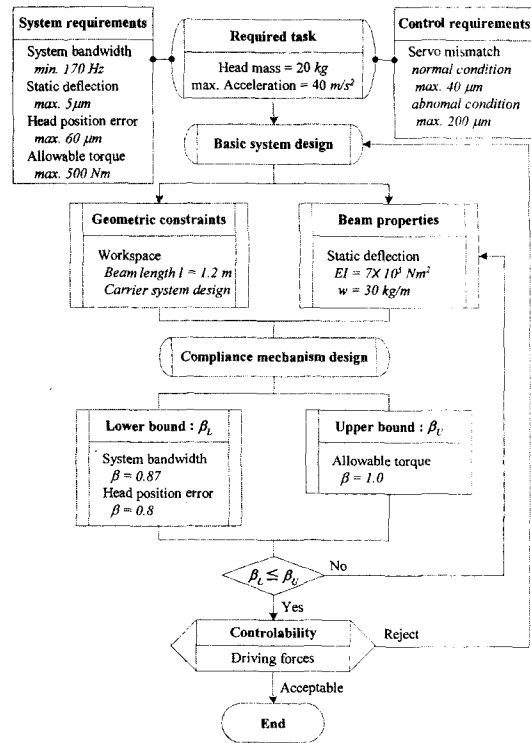 System requirements
System bandwidth
min. 170 Hz
Static deflection
max. 5μm
Head position error
max. 60 μm
Allowable torque
max. 500 Nm
Required task
Head mass = 20 kg
max. Acceleration = 40 m/s²
Control requirements
Servo mismatch
normal condition
max. 40 μm
abnomal condition
max. 200 μm
Basic system design
Geometric constraints
Workspace
Beam length l = 1.2 m
Carrier system design
Beam properties
Static deflection
EI = 7X 10⁵ Nm²
w = 30 kg/m
Compliance mechanism design
Lower bound : β_L
System bandwidth
β = 0.87
Head position error
β = 0.8
Upper bound : β_U
Allowable torque
β = 1.0
β_L ≦ β_U
No
Yes
Controlability
Driving forces
Reject
Acceptable
End